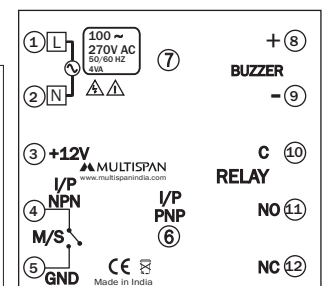 1 L
100 ~
270V AC
50/60 HZ
4VA
2 N
7
+ 8
BUZZER
- 9
3 +12V
MULTISPAN
www.multispanindia.com
C 10
RELAY
I/P
NPN
4
M/S
5
GND
I/P
PNP
6
NO 11
NC 12
CE
Made in India